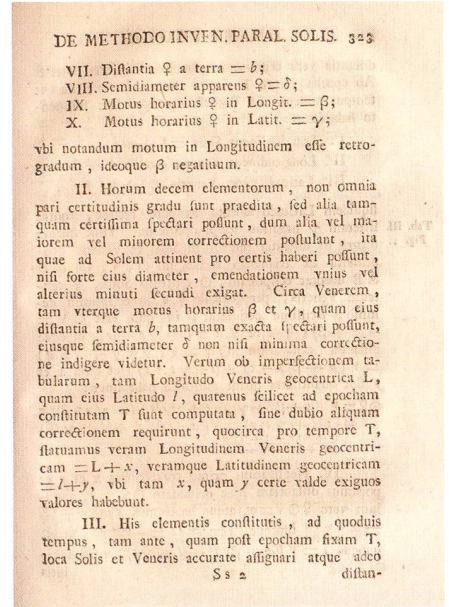 DE METHODO INVEN. PARAL. SOLIS. 323
VII. Diſtantia ♀ a terra = b;
VIII. Semidiameter apparens ♀ = δ;
IX. Motus horarius ♀ in Longit. = β;
X. Motus horarius ♀ in Latit. = γ;
vbi notandum motum in Longitudinem eſſe retro-
gradum, ideoque β negatiuum.
II. Horum decem elementorum, non omnia
pari certitudinis gradu ſunt praedita, ſed alia tam-
quam certiſſima ſpectari poſſunt, dum alia vel ma-
iorem vel minorem correctionem poſtulant, ita
quae ad Solem attinent pro certis haberi poſſunt,
niſi forte eius diameter, emendationem vnius vel
alterius minuti ſecundi exigat. Circa Venerem,
tam vterque motus horarius β et γ, quam eius
diſtantia a terra b, tamquam exacta ſpectari poſſunt,
eiusque ſemidiameter δ non niſi minima correctio-
ne indigere videtur. Verum ob imperfectionem ta-
bularum, tam Longitudo Veneris geocentrica L,
quam eius Latitudo l, quatenus ſcilicet ad epocham
conſtitutam T ſunt computata, ſine dubio aliquam
correctionem requirunt, quocirca pro tempore T,
ſtatuamus veram Longitudinem Veneris geocentri-
cam = L + x, veramque Latitudinem geocentricam
= l + y, vbi tam x, quam y certe valde exiguos
valores habebunt.
III. His elementis conſtitutis, ad quoduis
tempus, tam ante, quam poſt epocham fixam T,
loca Solis et Veneris accurate aſſignari atque adeo
S s 2 diſtan-